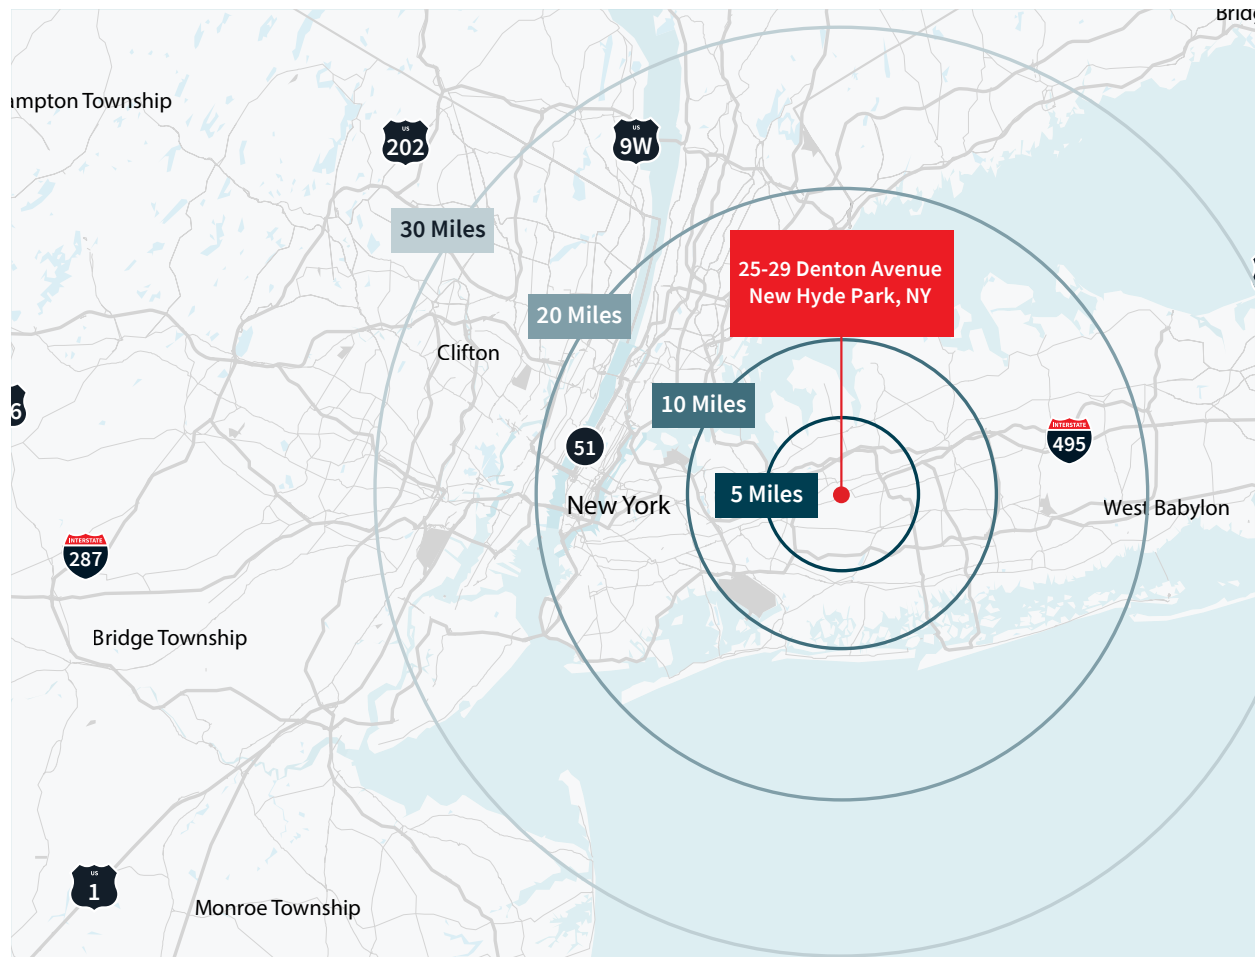 Bridg
ampton Township
US
202
US
9W
30 Miles
25-29 Denton Avenue
New Hyde Park, NY
20 Miles
Clifton
10 Miles
6
INTERSTATE
495
51
5 Miles
New York
West Babylon
INTERSTATE
287
Bridge Township
US
1
Monroe Township